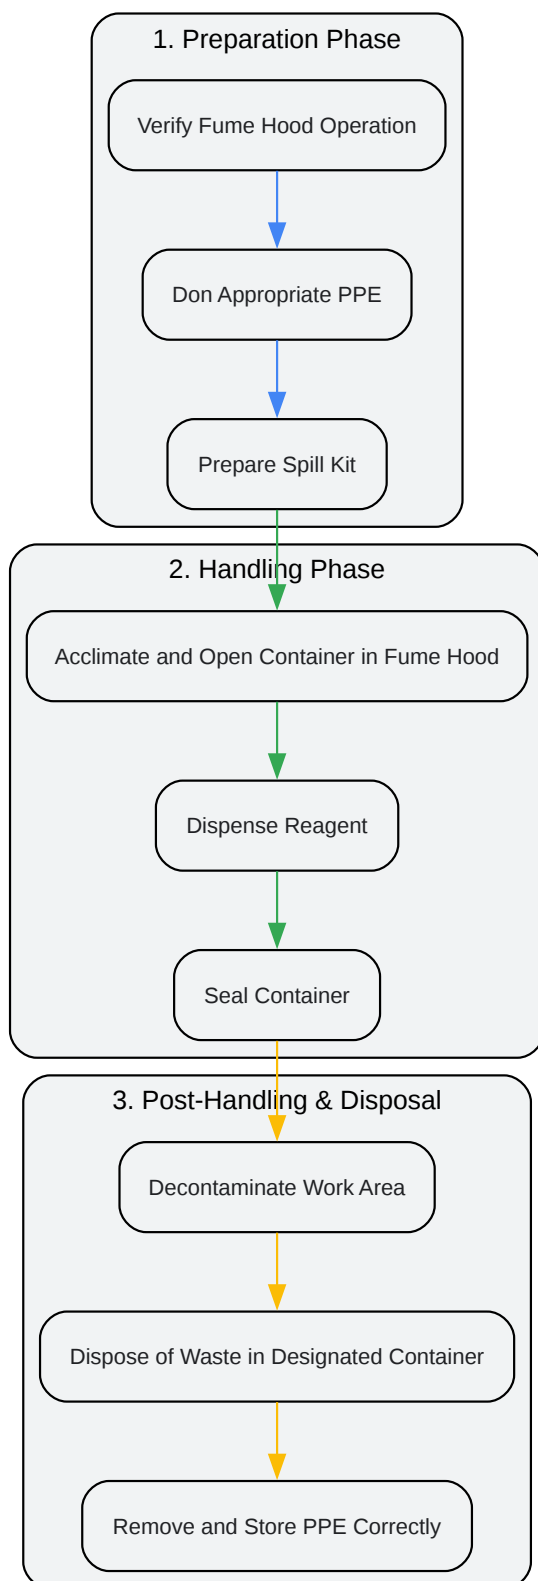 1. Preparation Phase
Verify Fume Hood Operation
Don Appropriate PPE
Prepare Spill Kit
2. Handling Phase
Acclimate and Open Container in Fume Hood
Dispense Reagent
Seal Container
3. Post-Handling & Disposal
Decontaminate Work Area
Dispose of Waste in Designated Container
Remove and Store PPE Correctly